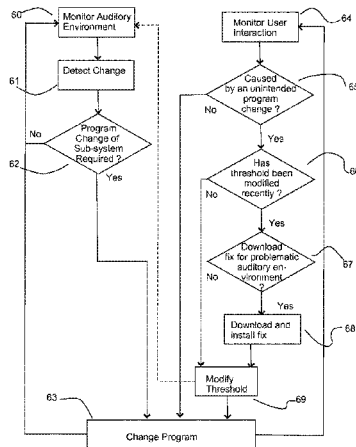 60
Monitor Auditory
Environment
61
Detect Change
No
Program
Change of
Sub-system
Required ?
62
Yes
63
Change Program
Monitor User
Interaction
64
Caused
by an unintended
program
change ?
65
No
Yes
Has
threshold been
modified
recently ?
66
No
Yes
Download
fix for problematic
auditory en-
vironment
?
67
No
Yes
Download and
install fix
68
Modify
Threshold
69